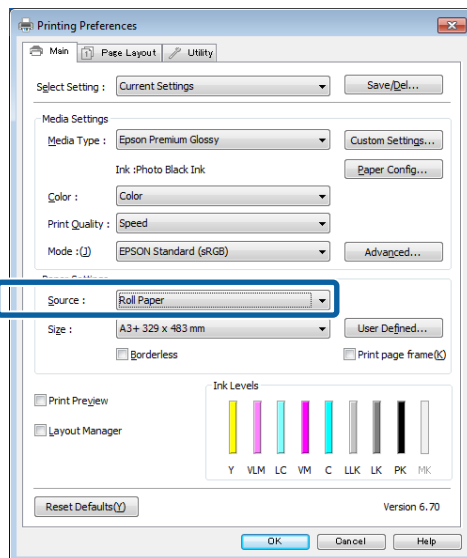 Printing Preferences
Main Page Layout Utility
Select Setting : Current Settings Save/Del...
Media Settings
Media Type : Epson Premium Glossy Custom Settings...
Ink :Photo Black Ink Paper Config...
Color : Color
Print Quality : Speed
Mode :(J) EPSON Standard (sRGB) Advanced...
Paper Settings
Source : Roll Paper
Size : A3+ 329 x 483 mm User Defined...
Borderless Print page frame(K)
Ink Levels
Print Preview
Layout Manager
Y VLM LC VM C LLK LK PK MK
Reset Defaults(Y) Version 6.70
OK Cancel Help